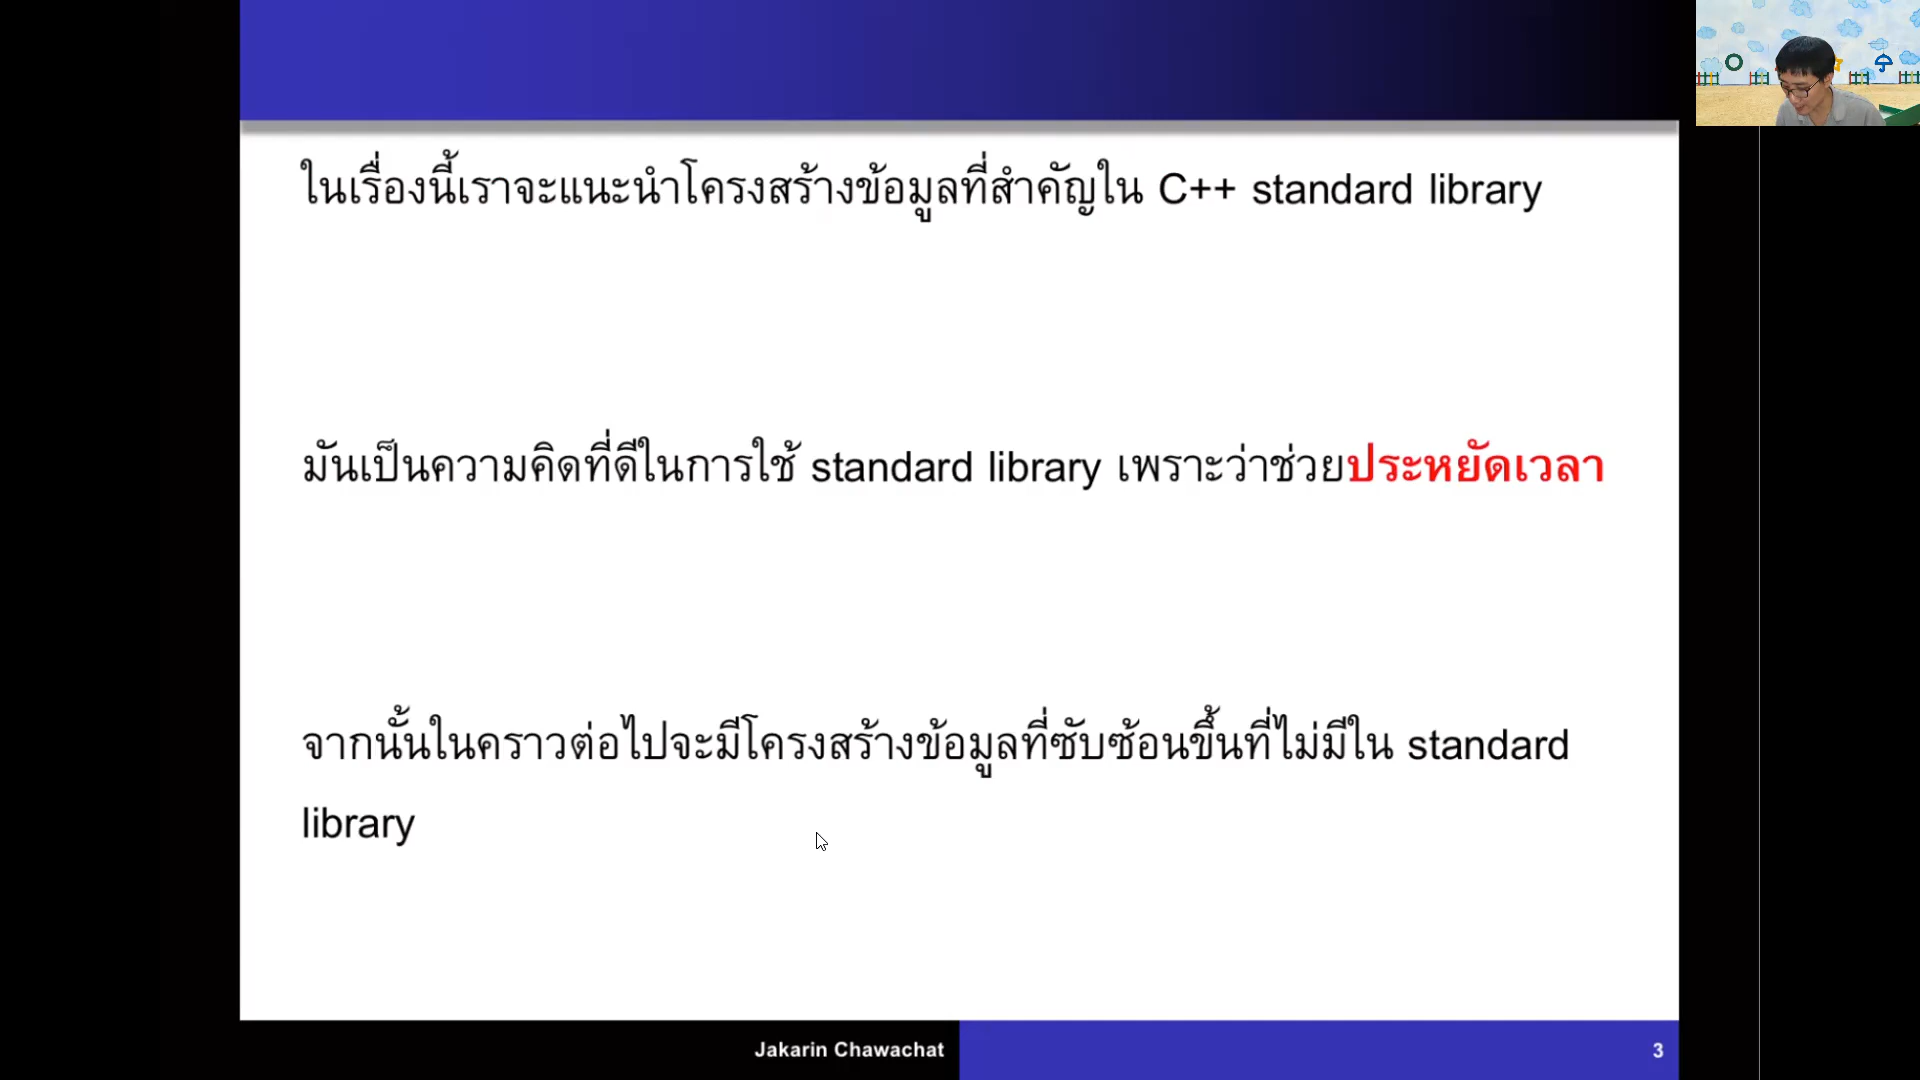 ในเรื่องนี้เราจะแนะนำโครงสร้างข้อมูลที่สำคัญใน C++ standard library
มันเป็นความคิดที่ดีในการใช้ standard library เพราะว่าช่วยประหยัดเวลา
จากนั้นในคราวต่อไปจะมีโครงสร้างข้อมูลที่ซับซ้อนขึ้นที่ไม่มีใน standard
library
Jakarin Chawachat
3